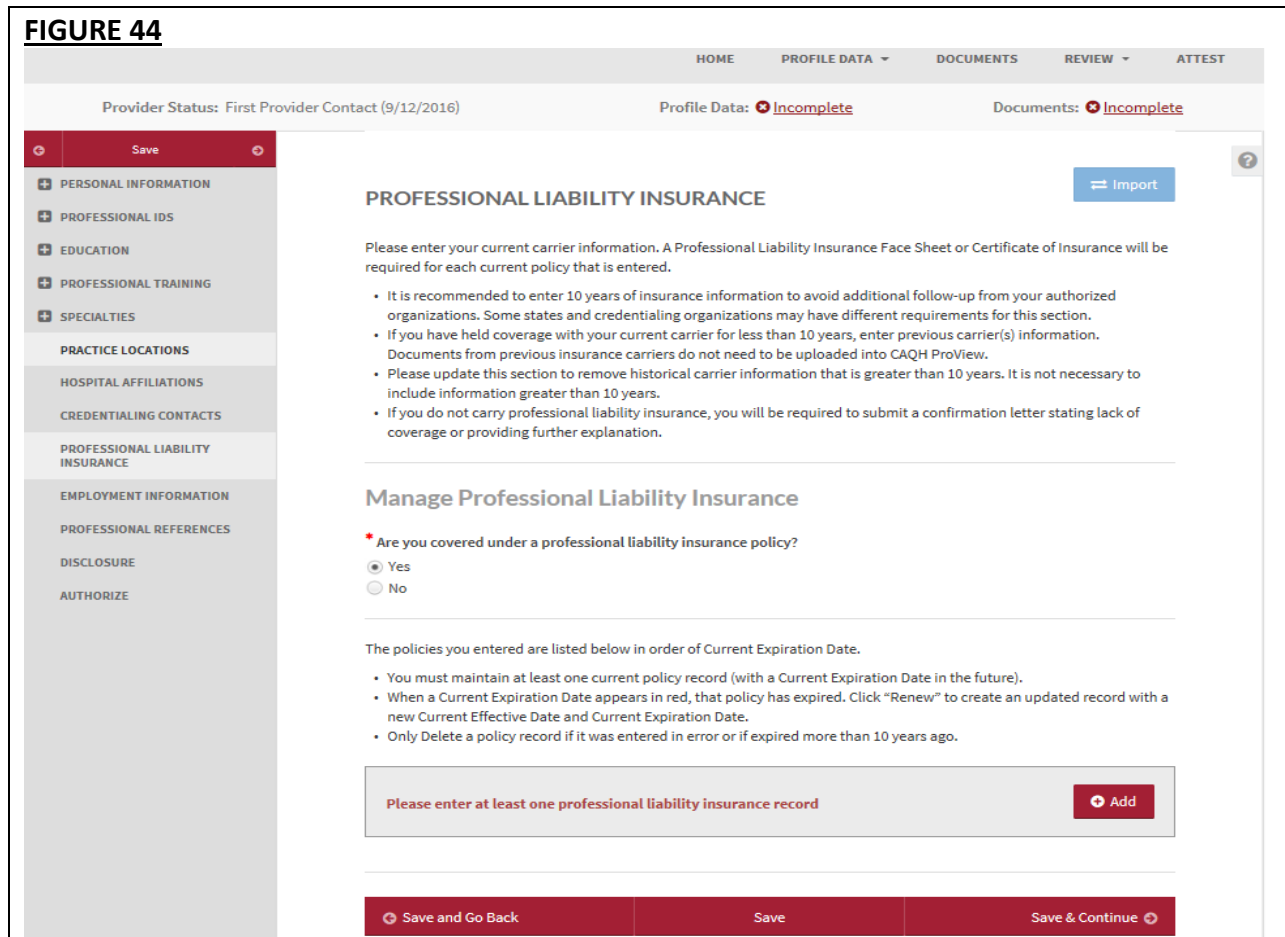 FIGURE 44
HOME PROFILE DATA DOCUMENTS REVIEW ATTEST
Provider Status: First Provider Contact (9/12/2016) Profile Data: Incomplete Documents: Incomplete
Save
PERSONAL INFORMATION
PROFESSIONAL IDS
EDUCATION
PROFESSIONAL TRAINING
SPECIALTIES
PRACTICE LOCATIONS
HOSPITAL AFFILIATIONS
CREDENTIALING CONTACTS
PROFESSIONAL LIABILITY
INSURANCE
EMPLOYMENT INFORMATION
PROFESSIONAL REFERENCES
DISCLOSURE
AUTHORIZE
?
Import
PROFESSIONAL LIABILITY INSURANCE
Please enter your current carrier information. A Professional Liability Insurance Face Sheet or Certificate of Insurance will be
required for each current policy that is entered.
• It is recommended to enter 10 years of insurance information to avoid additional follow-up from your authorized
organizations. Some states and credentialing organizations may have different requirements for this
section.
• If you have held coverage with your current carrier for less than 10 years, enter previous carrier(s) information.
Documents from previous insurance carriers do not need to be uploaded into CAQH ProView.
• Please update this section to remove historical carrier information that is greater than 10 years. It is not necessary to
include information greater than 10 years.
• If you do not carry professional liability insurance, you will be required to submit a confirmation letter stating lack of
coverage or providing further explanation.
Manage Professional Liability Insurance
* Are you covered under a professional liability insurance policy?
Yes
No
The policies you entered are listed below in order of Current Expiration Date.
• You must maintain at least one current policy record (with a Current Expiration Date in the future).
• When a Current Expiration Date appears in red, that policy has expired. Click “Renew” to create an updated record with a
new Current Effective Date and Current Expiration Date.
• Only Delete a policy record if it was entered in error or if expired more than 10 years ago.
Please enter at least one professional liability insurance record Add
Save and Go Back Save Save & Continue